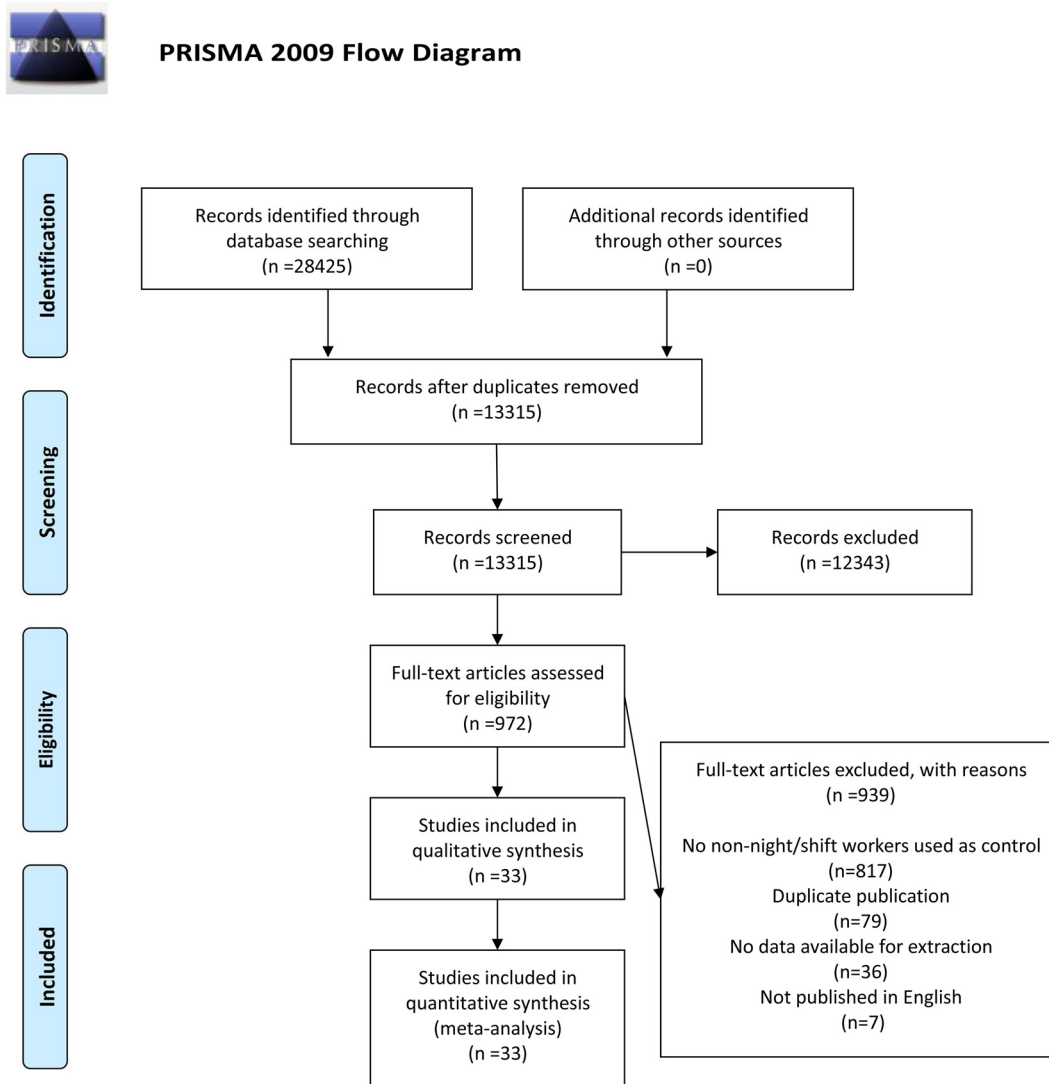 PRISMA
PRISMA 2009 Flow Diagram
Identification
Records identified through
database searching
(n =28425)
Additional records identified
through other sources
(n =0)
Records after duplicates removed
(n =13315)
Screening
Records screened
(n =13315)
Records excluded
(n =12343)
Eligibility
Full-text articles assessed
for eligibility
(n =972)
Full-text articles excluded, with reasons
(n =939)
No non-night/shift workers used as control
(n=817)
Duplicate publication
(n=79)
No data available for extraction
(n=36)
Not published in English
(n=7)
Studies included in
qualitative synthesis
(n =33)
Included
Studies included in
quantitative synthesis
(meta-analysis)
(n =33)